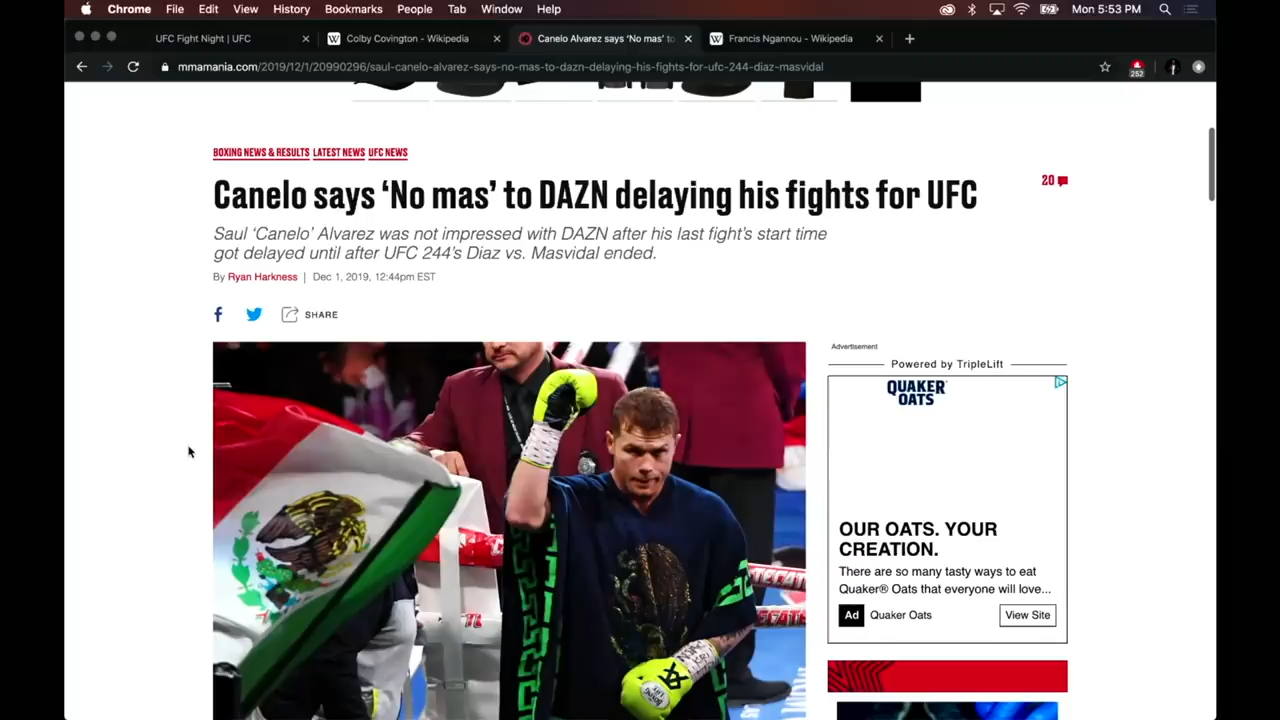 Chrome File Edit View History Bookmarks People Tab Window Help Mon 5:53 PM
UFC Fight Night | UFC Colby Covington - Wikipedia Canelo Alvarez says 'No mas' to Francis Ngannou - Wikipedia
mmamania.com/2019/12/1/20990296/saul-canelo-alvarez-says-no-mas-to-dazn-delaying-his-fights-for-ufc-244-diaz-masvidal 252
BOXING NEWS & RESULTS LATEST NEWS UFC NEWS
Canelo says ‘No mas’ to DAZN delaying his fights for UFC
20
Saul ‘Canelo’ Alvarez was not impressed with DAZN after his last fight’s start time
got delayed until after UFC 244’s Diaz vs. Masvidal ended.
By Ryan Harkness | Dec 1, 2019, 12:44pm EST
SHARE
Advertisement
Powered by TripleLift
QUAKER
OATS
OUR OATS. YOUR
CREATION.
There are so many tasty ways to eat
Quaker® Oats that everyone will love...
Ad Quaker Oats View Site